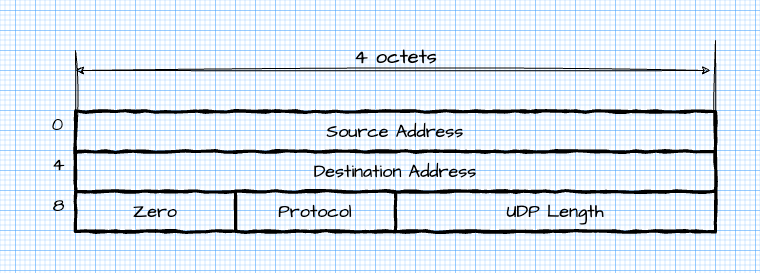 4 octets
0 Source Address
4 Destination Address
8 Zero Protocol UDP Length